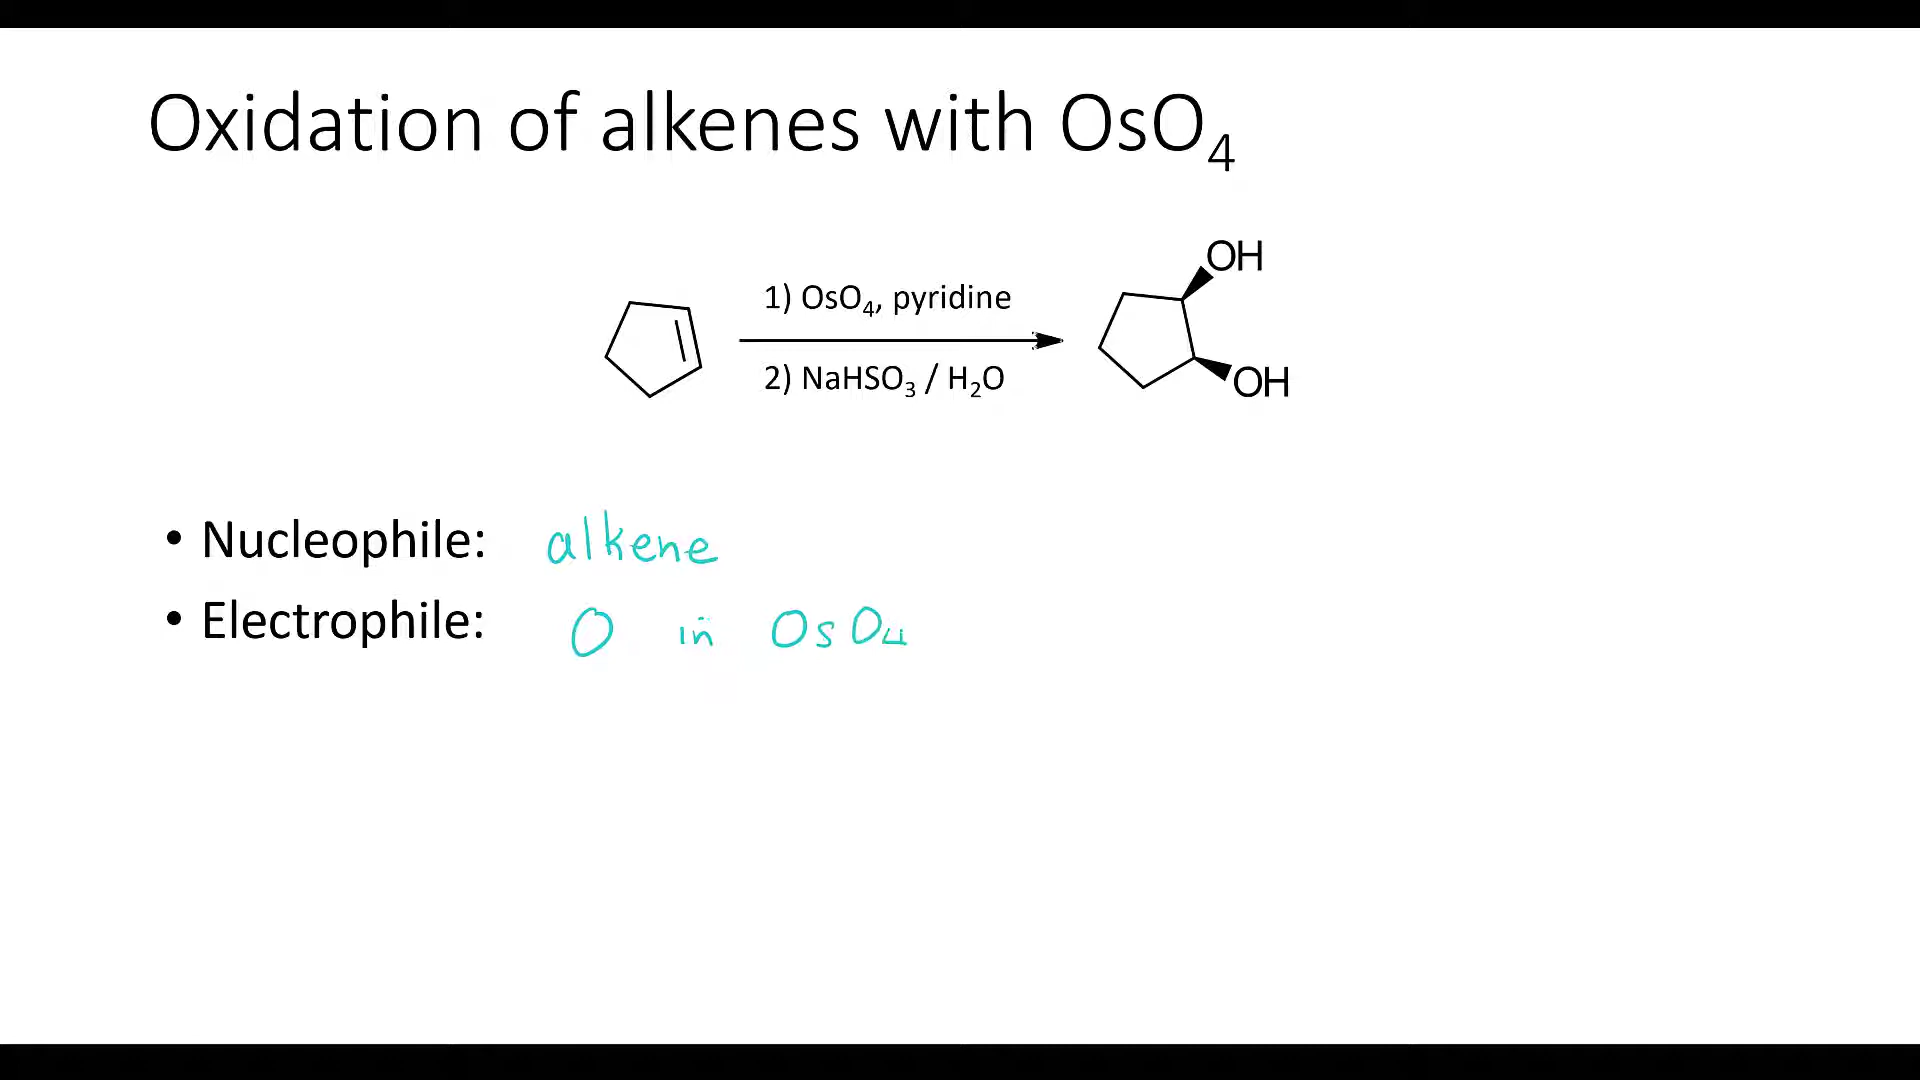 Oxidation of alkenes with OsO₄
OH
1) OsO₄, pyridine
2) NaHSO₃ / H₂O
OH
• Nucleophile: alkene
• Electrophile: O in OsO₄